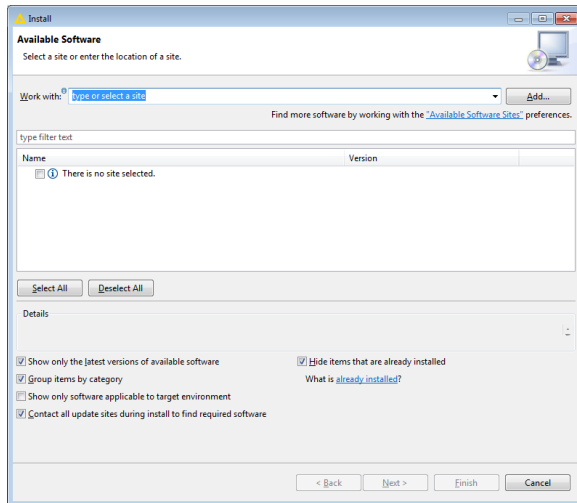 Install
Available Software
Select a site or enter the location of a site.
Work with: type or select a site Add...
Find more software by working with the "Available Software Sites" preferences.
type filter text
Name Version
There is no site selected.
Select All Deselect All
Details
Show only the latest versions of available software Hide items that are already installed
Group items by category What is already installed?
Show only software applicable to target environment
Contact all update sites during install to find required software
< Back Next > Finish Cancel